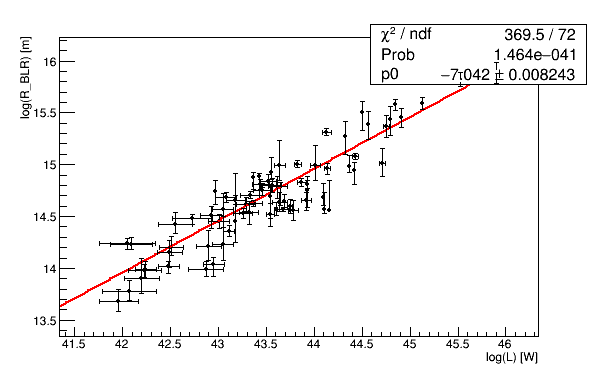 χ² / ndf 369.5 / 72
Prob 1.464e−041
p0 −7.042 ± 0.008243
log(R_BLR) [m]
16
15.5
15
14.5
14
13.5
41.5 42 42.5 43 43.5 44 44.5 45 45.5 46
log(L) [W]